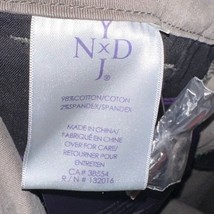 Y
N×D
J.
98%COTTON/COTON
2%SPANDEX/SPANDEX
MADE IN CHINA/
FABRIQUÉ EN CHINE
OVER FOR CARE/
RETOURNER POUR
ENTRETIEN
CA# 38554
R / N # 132018